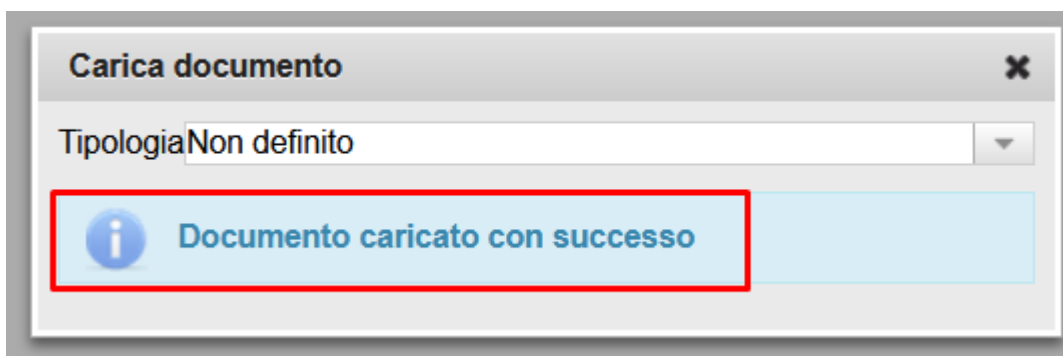 Carica documento
Tipologia Non definito
Documento caricato con successo